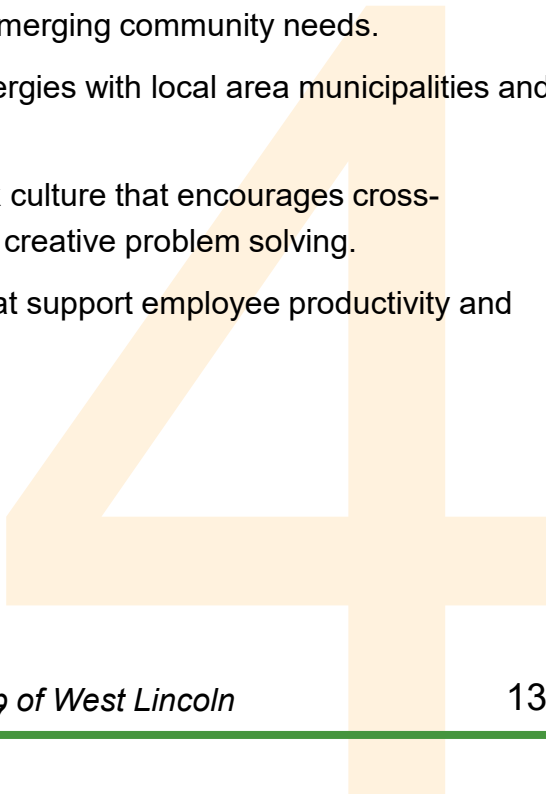 merging community needs.
ergies with local area municipalities and
culture that encourages cross-
creative problem solving.
at support employee productivity and
4
of West Lincoln 13